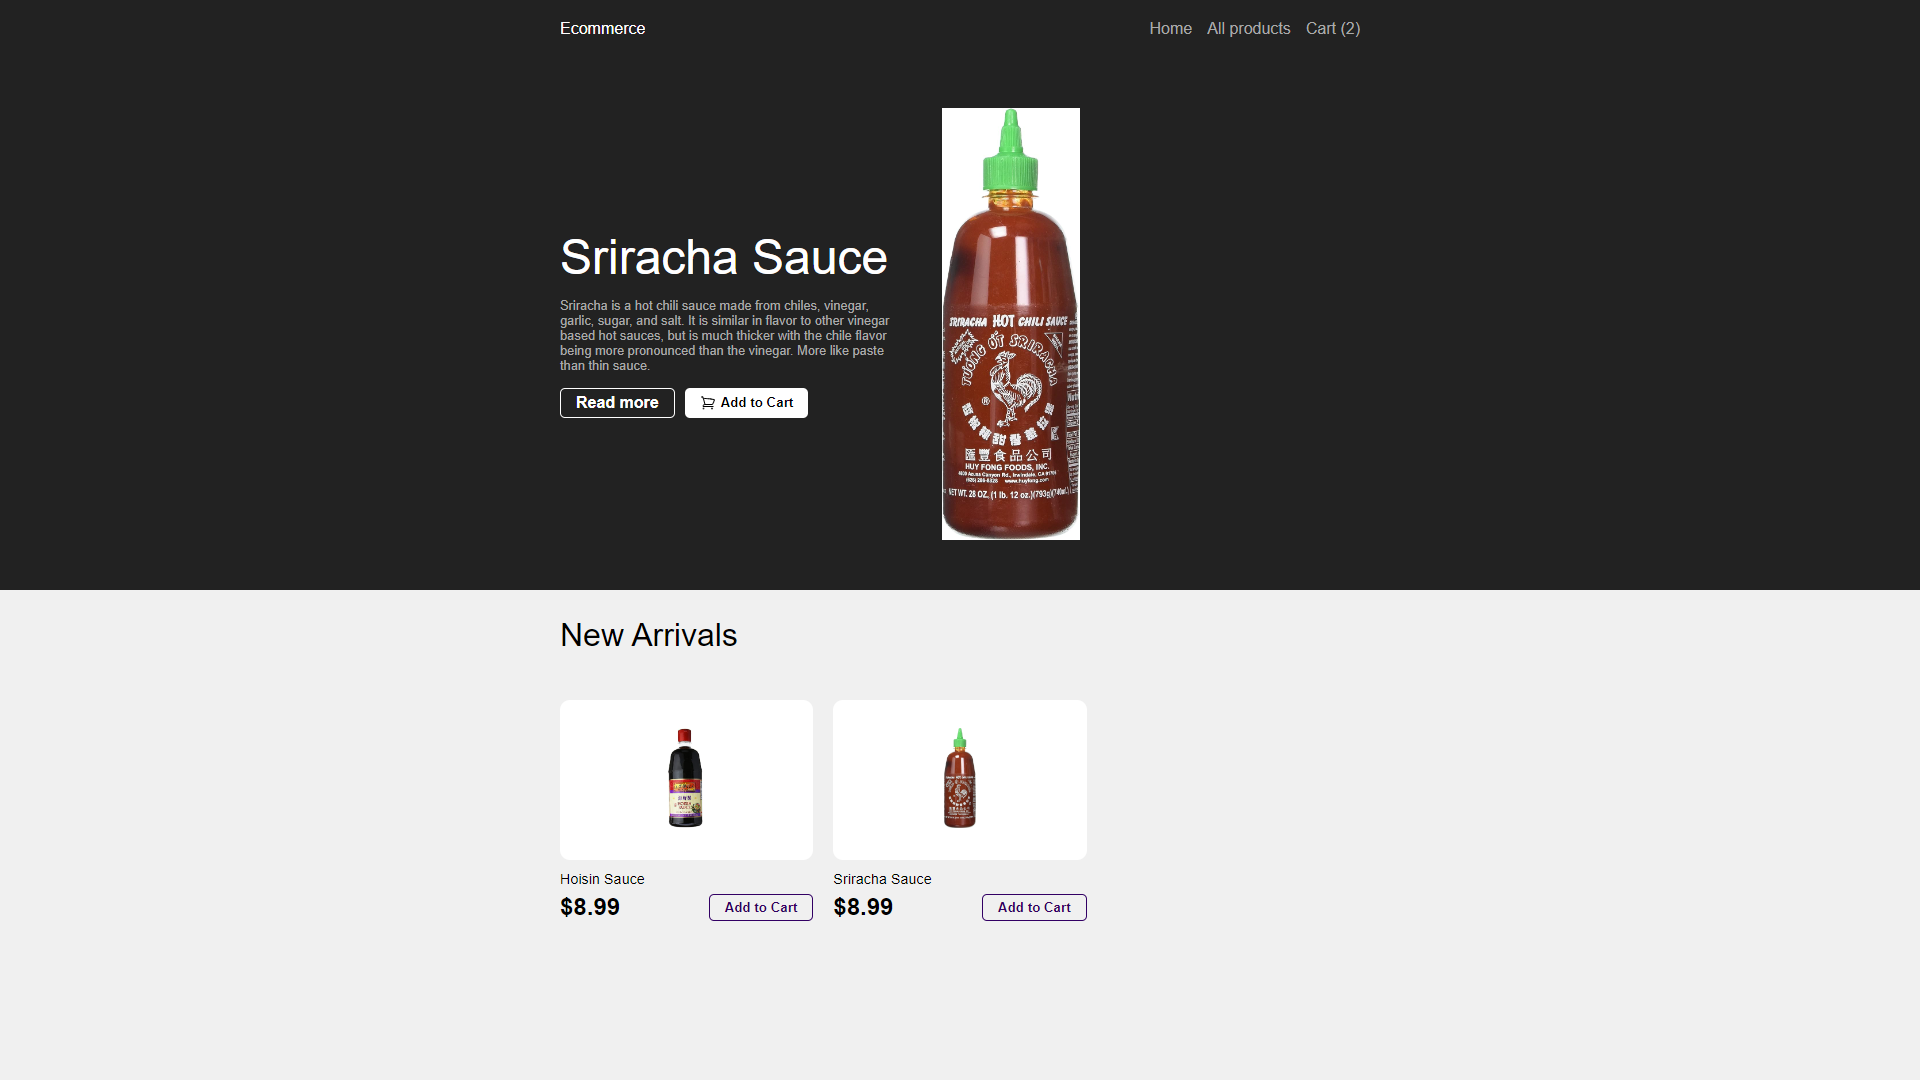 Ecommerce
Home All products Cart (2)
Sriracha Sauce
Sriracha is a hot chili sauce made from chiles, vinegar,
garlic, sugar, and salt. It is similar in flavor to other vinegar
based hot sauces, but is much thicker with the chile flavor
being more pronounced than the vinegar. More like paste
than thin sauce.
Read more Add to Cart
SRIRACHA HOT CHILI SAUCE
TƯƠNG ỚT SRIRACHA
®
匯豐食品公司
HUY FONG FOODS, INC.
www.huyfong.com
NET WT. 28 OZ. (1 lb. 12 oz.)(793g)(740mL)
New Arrivals
Hoisin Sauce
$8.99 Add to Cart
Sriracha Sauce
$8.99 Add to Cart